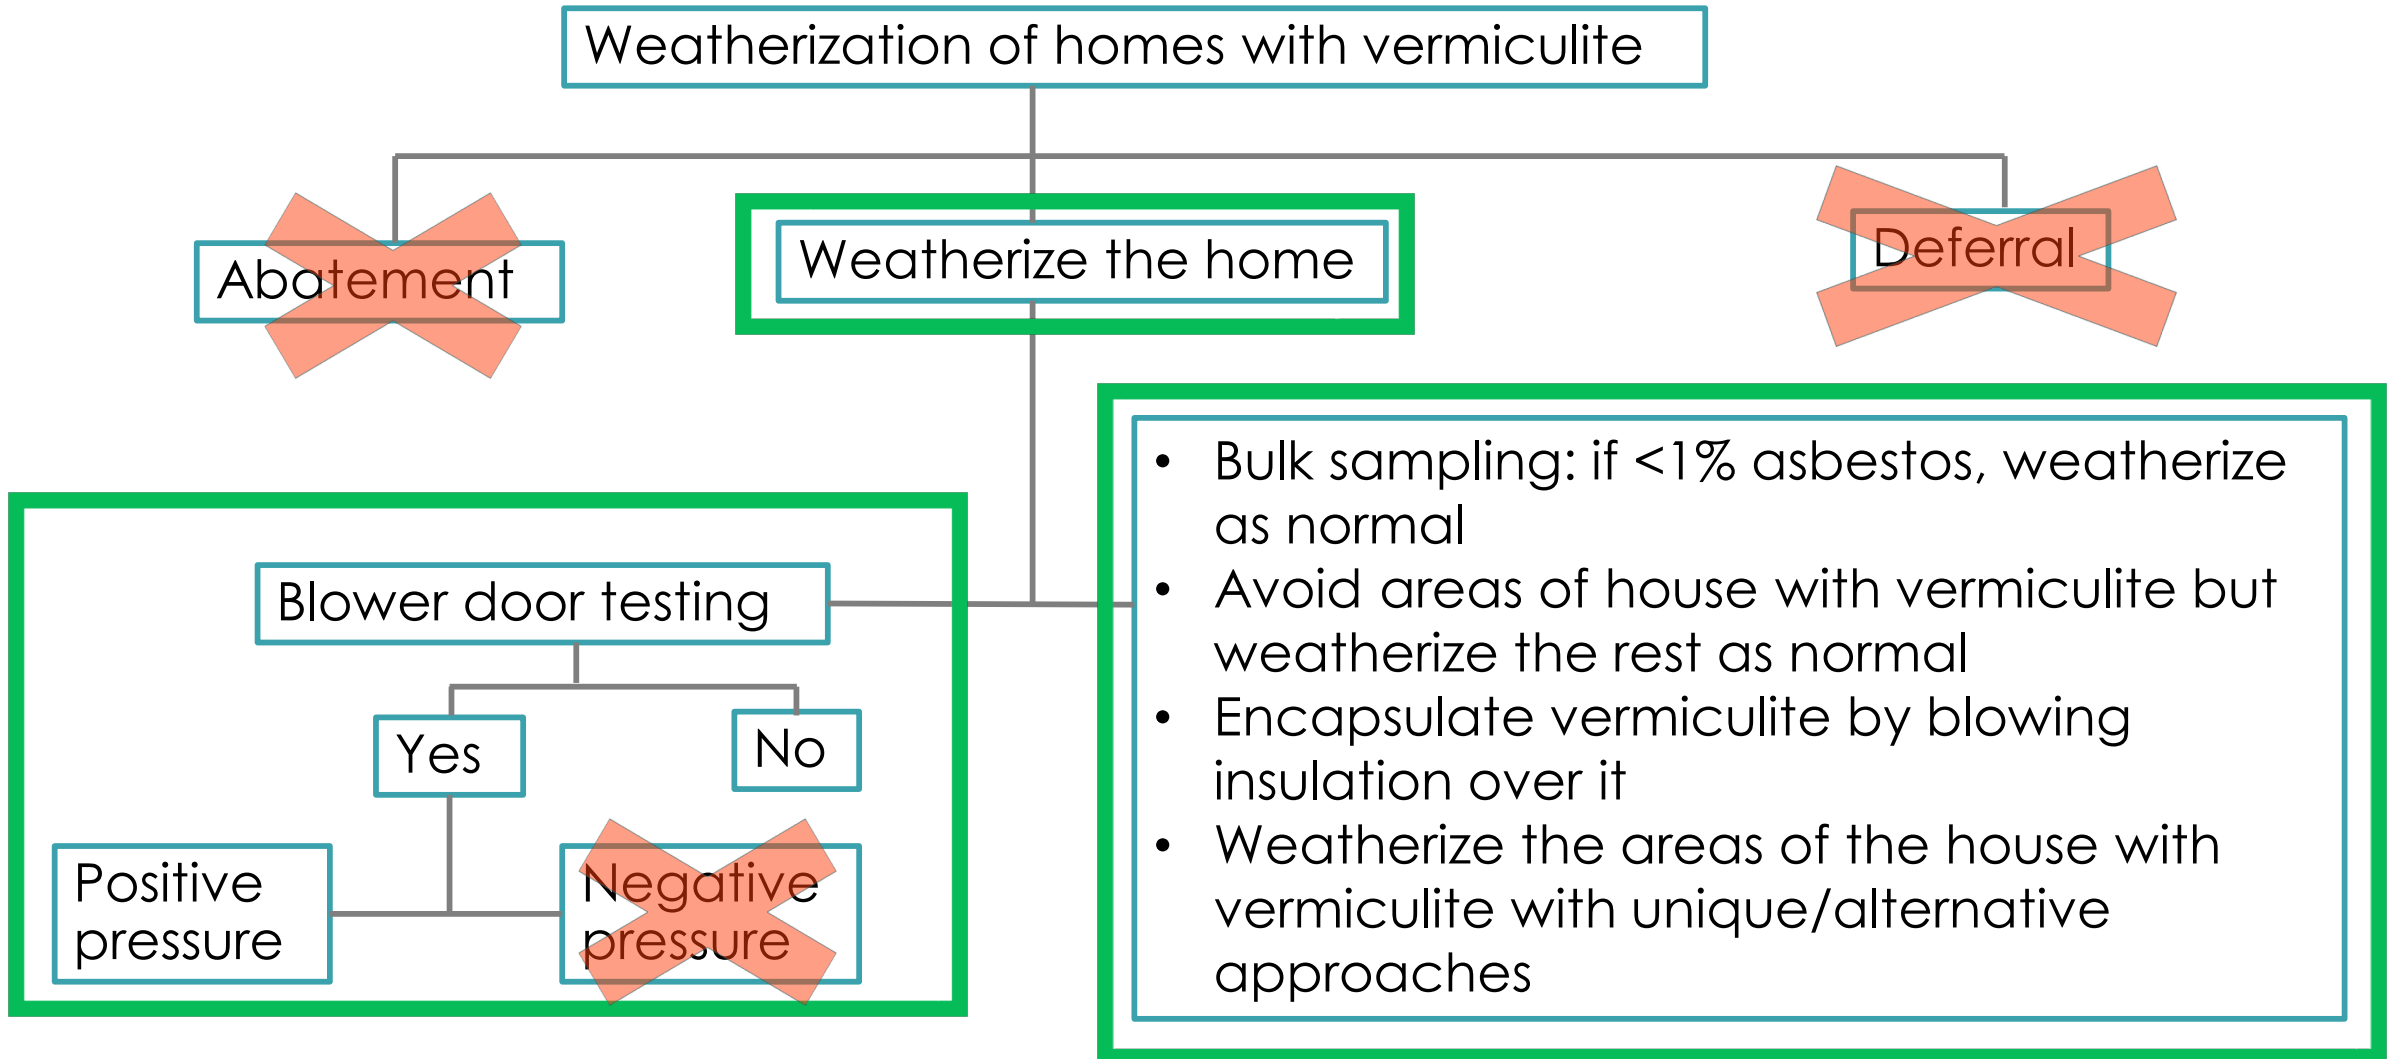 Weatherization of homes with vermiculite
Abatement
Weatherize the home
Deferral
Blower door testing
Yes
No
Positive
pressure
Negative
pressure
• Bulk sampling: if <1% asbestos, weatherize
as normal
• Avoid areas of house with vermiculite but
weatherize the rest as normal
• Encapsulate vermiculite by blowing
insulation over it
• Weatherize the areas of the house with
vermiculite with unique/alternative
approaches